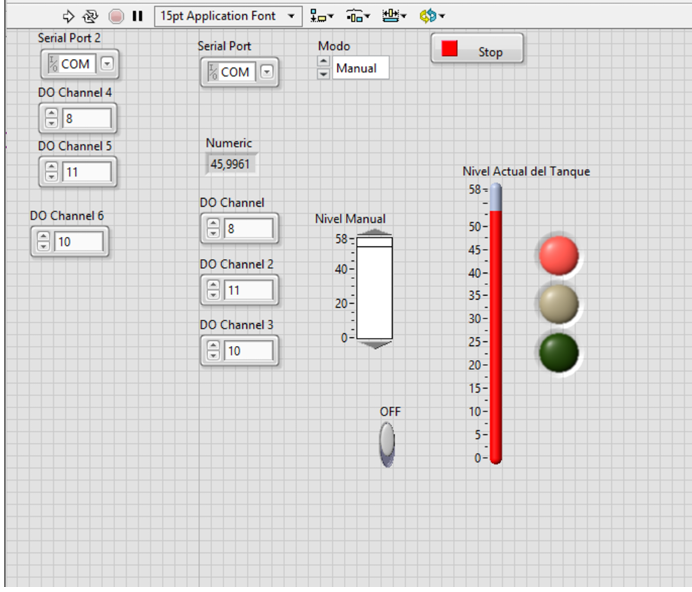 15pt Application Font
Serial Port 2
COM
DO Channel 4
8
DO Channel 5
11
DO Channel 6
10
Serial Port
COM
Modo
Manual
Stop
Numeric
45,9961
DO Channel
8
DO Channel 2
11
DO Channel 3
10
Nivel Manual
58
40
20
0
OFF
Nivel Actual del Tanque
58
50
45
40
35
30
25
20
15
10
5
0